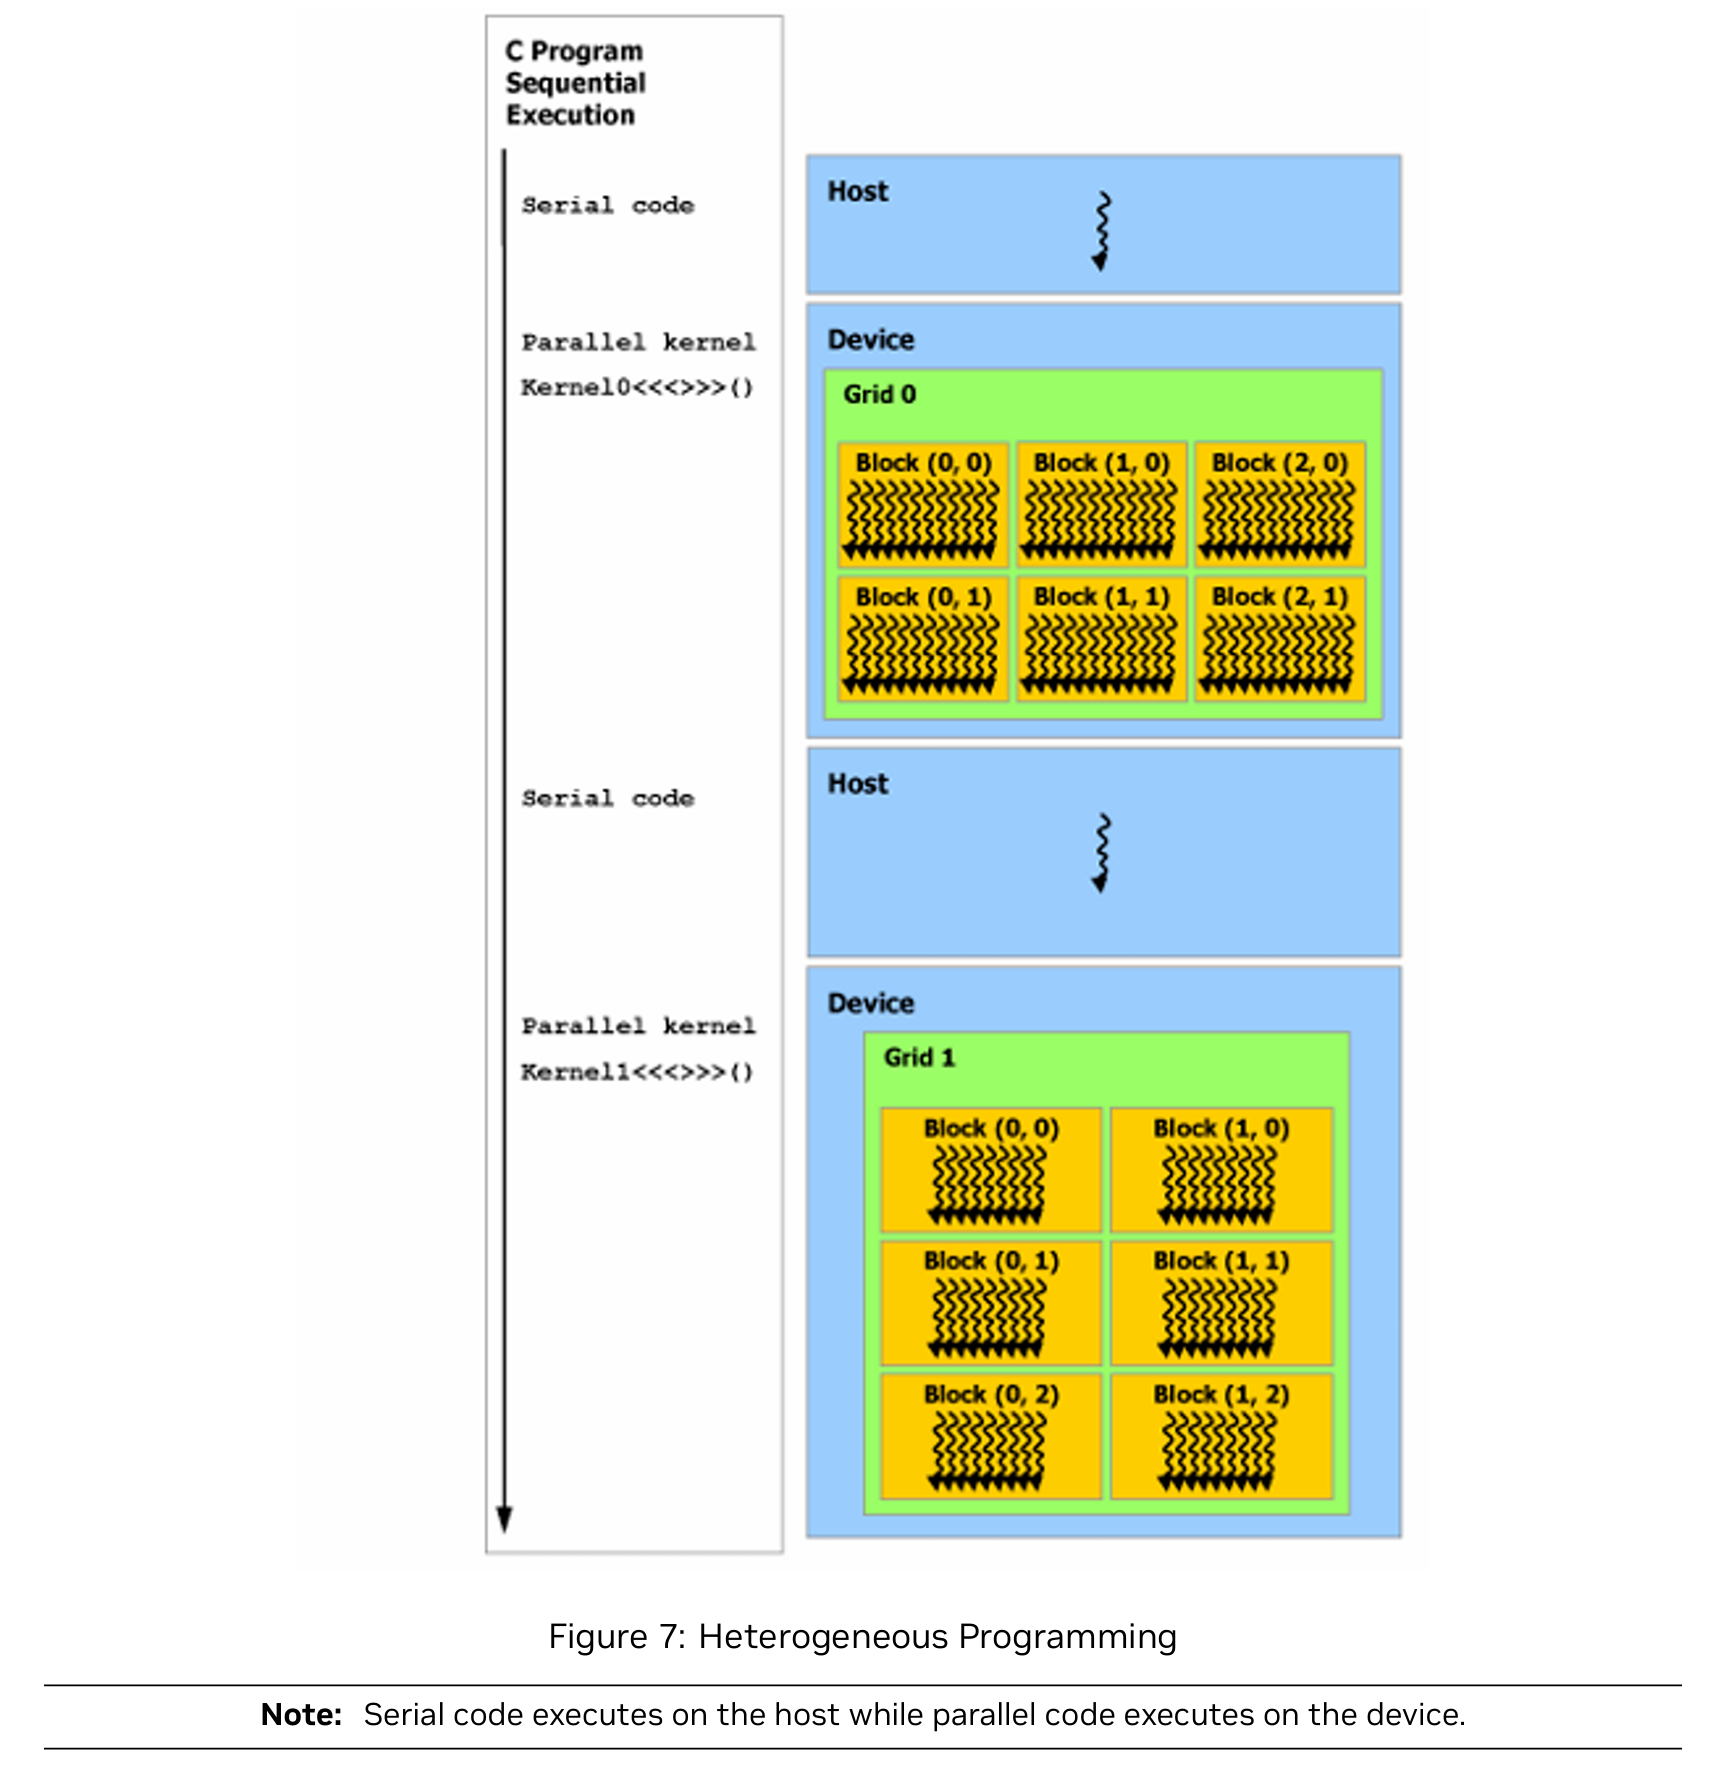 C Program
Sequential
Execution
Serial code
Host
Parallel kernel
Kernel0<<<>>>()
Device
Grid 0
Block (0, 0) Block (1, 0) Block (2, 0)
Block (0, 1) Block (1, 1) Block (2, 1)
Serial code
Host
Parallel kernel
Kernel1<<<>>>()
Device
Grid 1
Block (0, 0) Block (1, 0)
Block (0, 1) Block (1, 1)
Block (0, 2) Block (1, 2)
Figure 7: Heterogeneous Programming
Note: Serial code executes on the host while parallel code executes on the device.